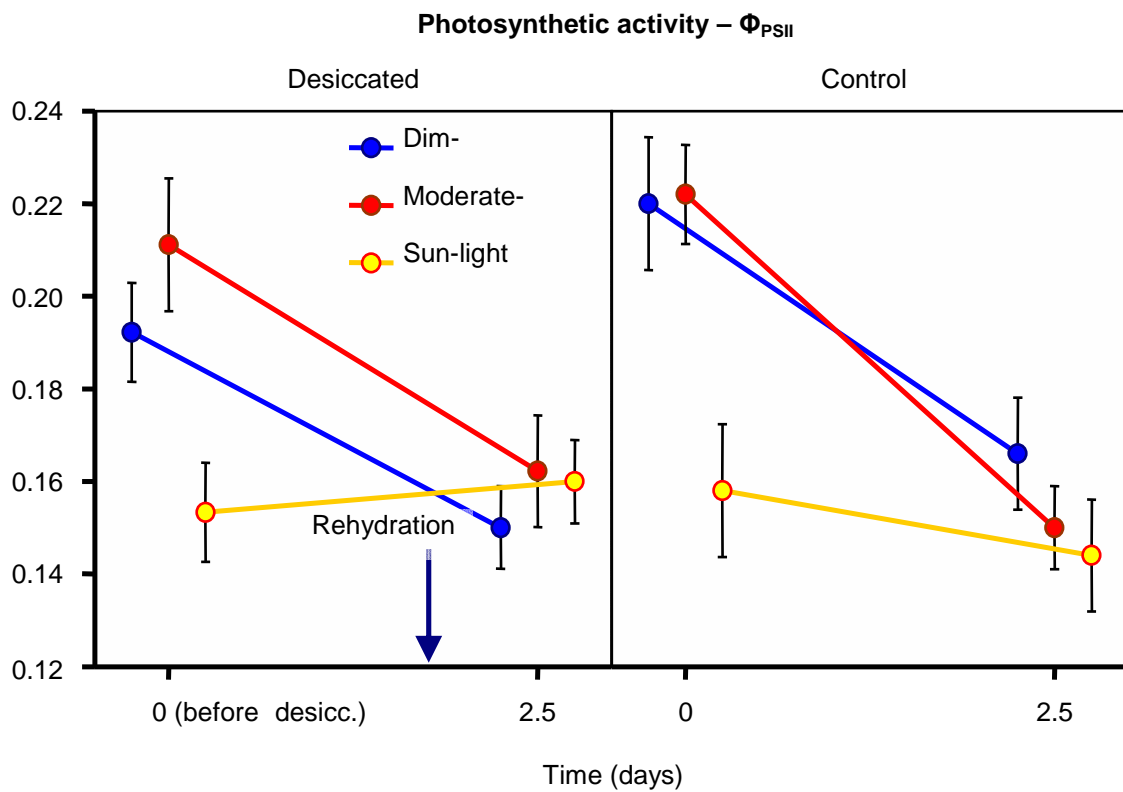 Photosynthetic activity – ΦPSII
Desiccated
Control
0.24
0.22
0.20
0.18
0.16
0.14
0.12
Dim-
Moderate-
Sun-light
Rehydration
0 (before desicc.)
2.5
0
2.5
Time (days)